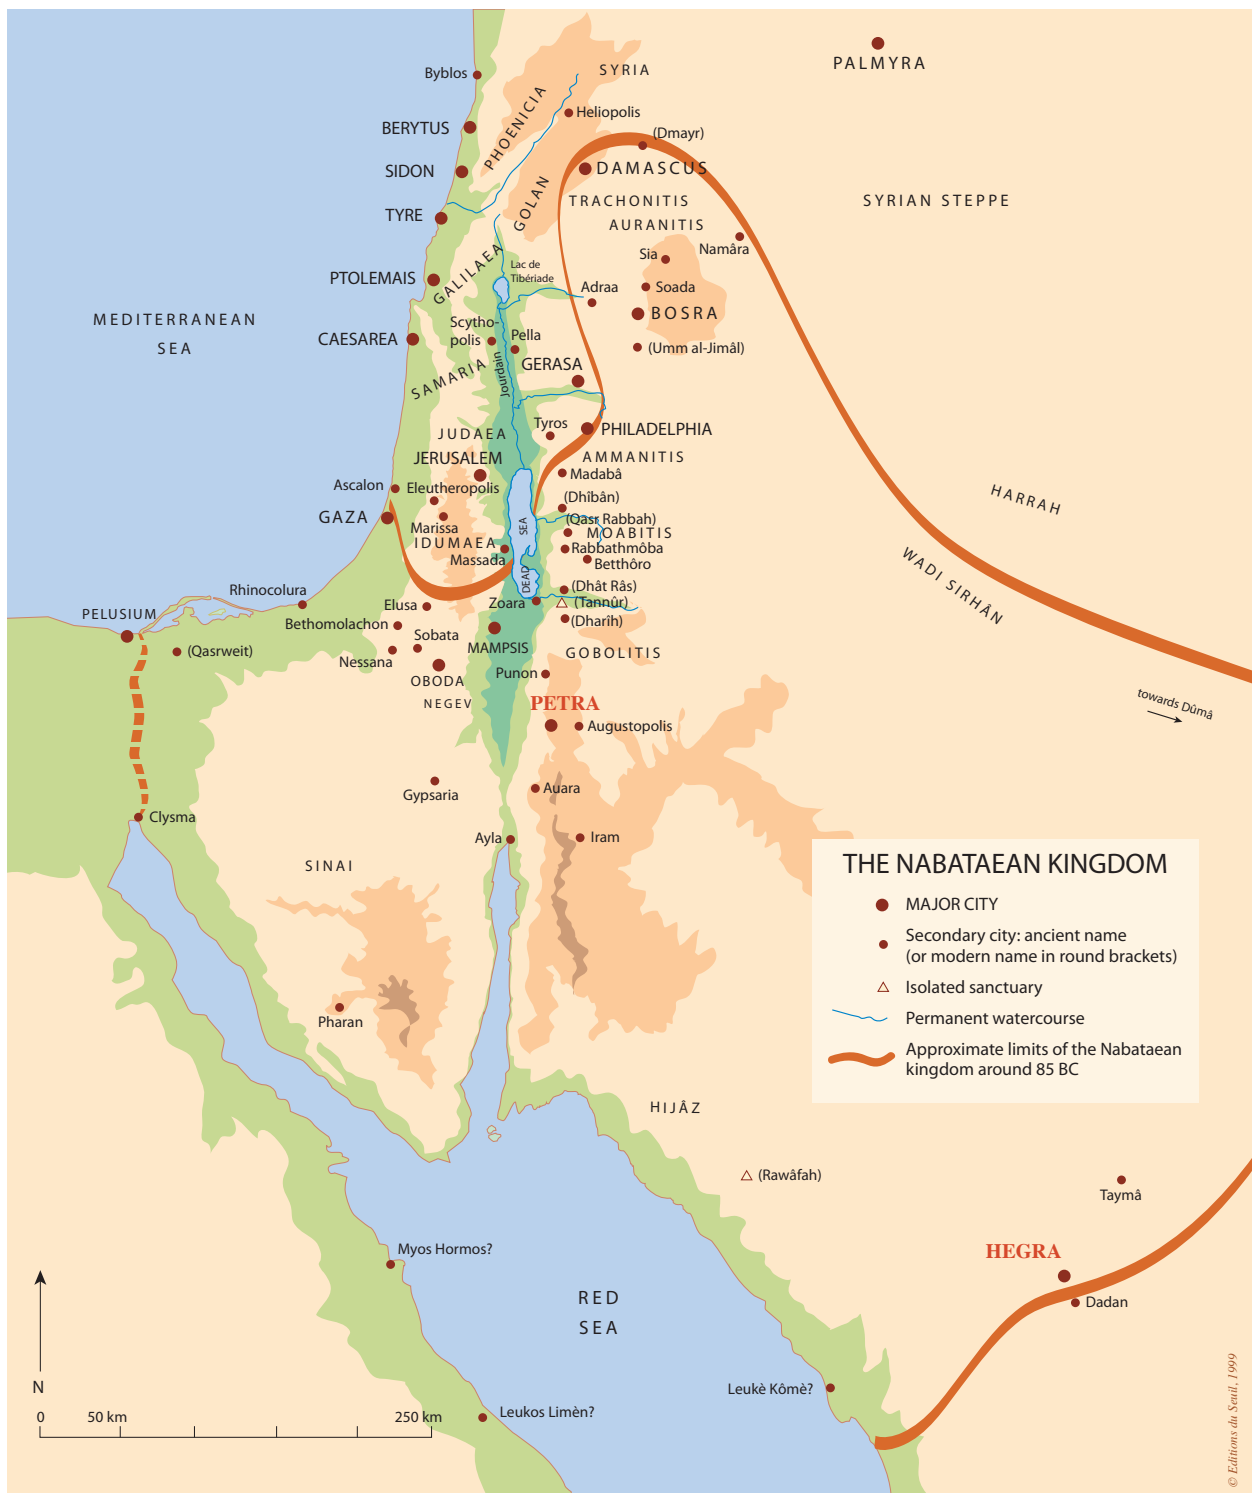 PALMYRA
SYRIA
Byblos
Heliopolis
PHOENICIA
BERYTUS
(Dmayr)
SIDON
DAMASCUS
GOLAN
TRACHONITIS
SYRIAN STEPPE
TYRE
AURANITIS
Namâra
Sia
GALILAEA
Lac de
Tibériade
PTOLEMAIS
Adraa
Soada
BOSRA
MEDITERRANEAN
SEA
Scytho-
polis
Pella
CAESAREA
(Umm al-Jimâl)
GERASA
SAMARIA
Jourdain
Tyros
PHILADELPHIA
JUDAEA
JERUSALEM
AMMANITIS
Madabâ
Ascalon
Eleutheropolis
(Dhîbân)
HARRAH
GAZA
Marissa
(Qasr Rabbah)
MOABITIS
IDUMAEA
Massada
Rabbathmôba
Betthôro
DEAD SEA
WADI SIRHÂN
Rhinocolura
(Dhât Râs)
PELUSIUM
Elusa
Zoara
(Tannûr)
(Dharîh)
Bethomolachon
Sobata
MAMPSIS
(Qasrweit)
Nessana
GOBOLITIS
OBODA
Punon
NEGEV
PETRA
towards Dûmâ
Augustopolis
Gypsaria
Auara
Clysma
Ayla
Iram
SINAI
THE NABATAEAN KINGDOM
MAJOR CITY
Secondary city: ancient name
(or modern name in round brackets)
Isolated sanctuary
Permanent watercourse
Approximate limits of the Nabataean
kingdom around 85 BC
Pharan
HIJÂZ
(Rawâfah)
Taymâ
Myos Hormos?
HEGRA
RED
SEA
Dadan
Leukè Kômè?
Leukos Limèn?
N
0
50 km
250 km
© Editions du Seuil, 1999